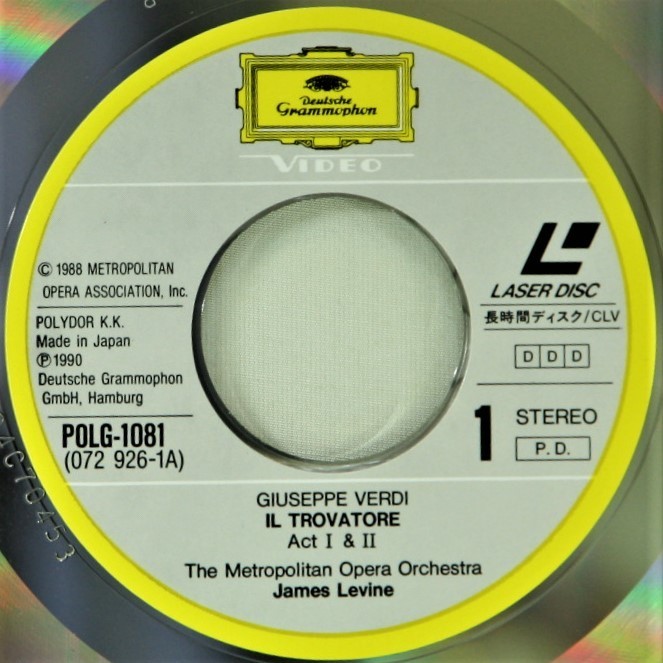 Deutsche
Grammophon
VIDEO
© 1988 METROPOLITAN
OPERA ASSOCIATION, Inc.
POLYDOR K.K.
Made in Japan
℗1990
Deutsche Grammophon
GmbH, Hamburg
POLG-1081
(072 926-1A)
LASER DISC
長時間ディスク/CLV
D D D
1 STEREO
P.D.
GIUSEPPE VERDI
IL TROVATORE
Act I & II
The Metropolitan Opera Orchestra
James Levine